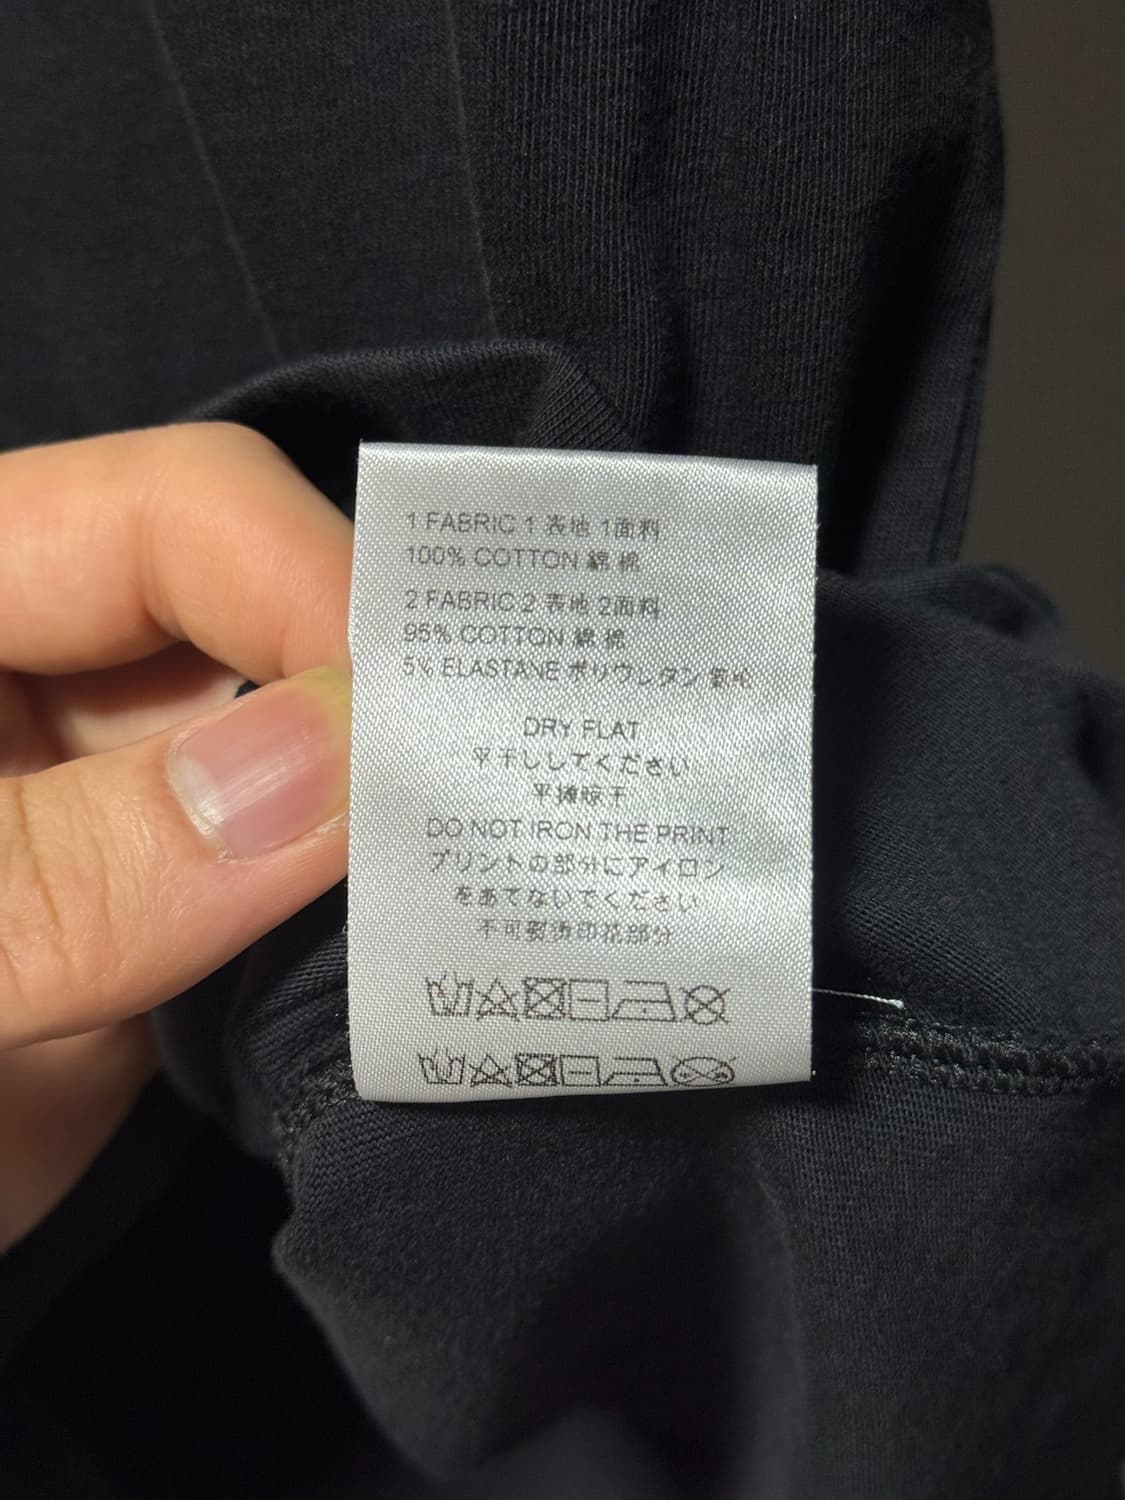 1 FABRIC 1 表地 1面料
100% COTTON 綿 棉
2 FABRIC 2 表地 2面料
95% COTTON 綿 棉
5% ELASTANE ポリウレタン 氨纶
DRY FLAT
平干ししてください
平摊晾干
DO NOT IRON THE PRINT
プリントの部分にアイロン
をあてないでください
不可熨烫印花部分